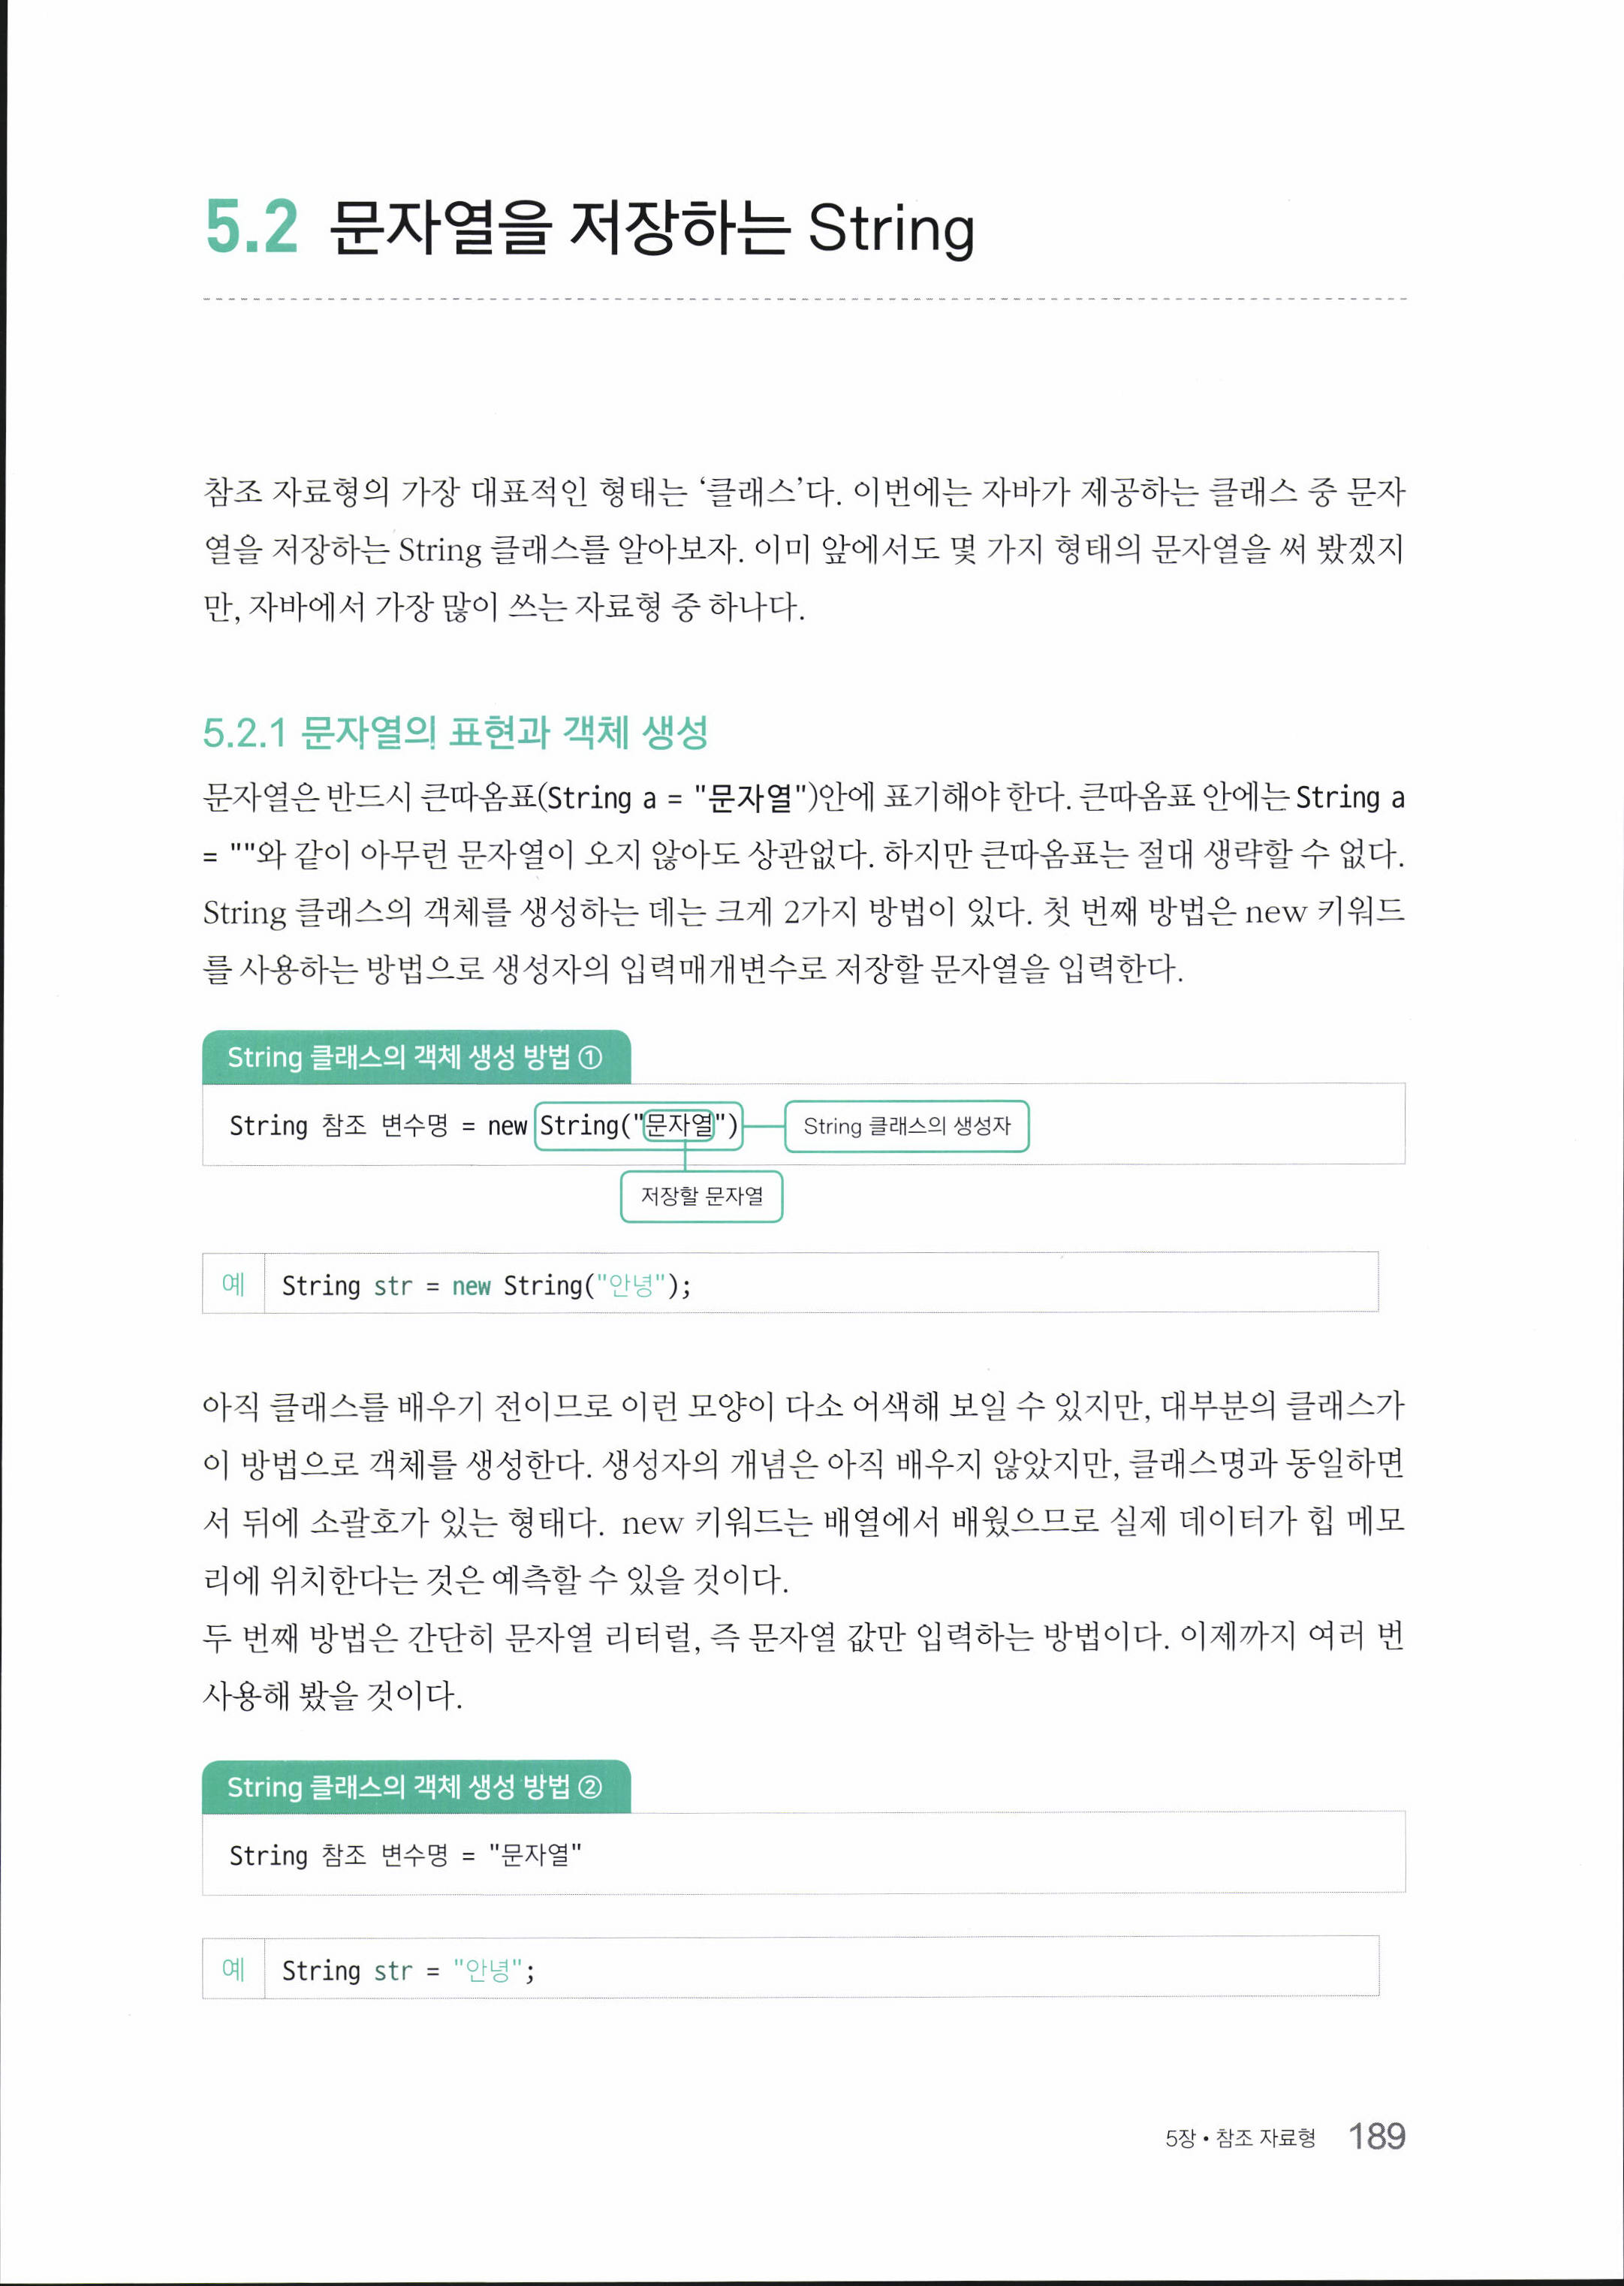 5.2 문자열을 저장하는 String
참조 자료형의 가장 대표적인 형태는 ‘클래스’다. 이번에는 자바가 제공하는 클래스 중 문자
열을 저장하는 String 클래스를 알아보자. 이미 앞에서도 몇 가지 형태의 문자열을 써 봤겠지
만, 자바에서 가장 많이 쓰는 자료형 중 하나다.
5.2.1 문자열의 표현과 객체 생성
문자열은 반드시 큰따옴표(String a = "문자열")안에 표기해야 한다. 큰따옴표 안에는 String a
= ""와 같이 아무런 문자열이 오지 않아도 상관없다. 하지만 큰따옴표는 절대 생략할 수 없다.
String 클래스의 객체를 생성하는 데는 크게 2가지 방법이 있다. 첫 번째 방법은 new 키워드
를 사용하는 방법으로 생성자의 입력매개변수로 저장할 문자열을 입력한다.
String 클래스의 객체 생성 방법 ①
String 참조 변수명 = new String("문자열") String 클래스의 생성자
저장할 문자열
예 String str = new String("안녕");
아직 클래스를 배우기 전이므로 이런 모양이 다소 어색해 보일 수 있지만, 대부분의 클래스가
이 방법으로 객체를 생성한다. 생성자의 개념은 아직 배우지 않았지만, 클래스명과 동일하면
서 뒤에 소괄호가 있는 형태다. new 키워드는 배열에서 배웠으므로 실제 데이터가 힙 메모
리에 위치한다는 것은 예측할 수 있을 것이다.
두 번째 방법은 간단히 문자열 리터럴, 즉 문자열 값만 입력하는 방법이다. 이제까지 여러 번
사용해 봤을 것이다.
String 클래스의 객체 생성 방법 ②
String 참조 변수명 = "문자열"
예 String str = "안녕";
5장 • 참조 자료형 189